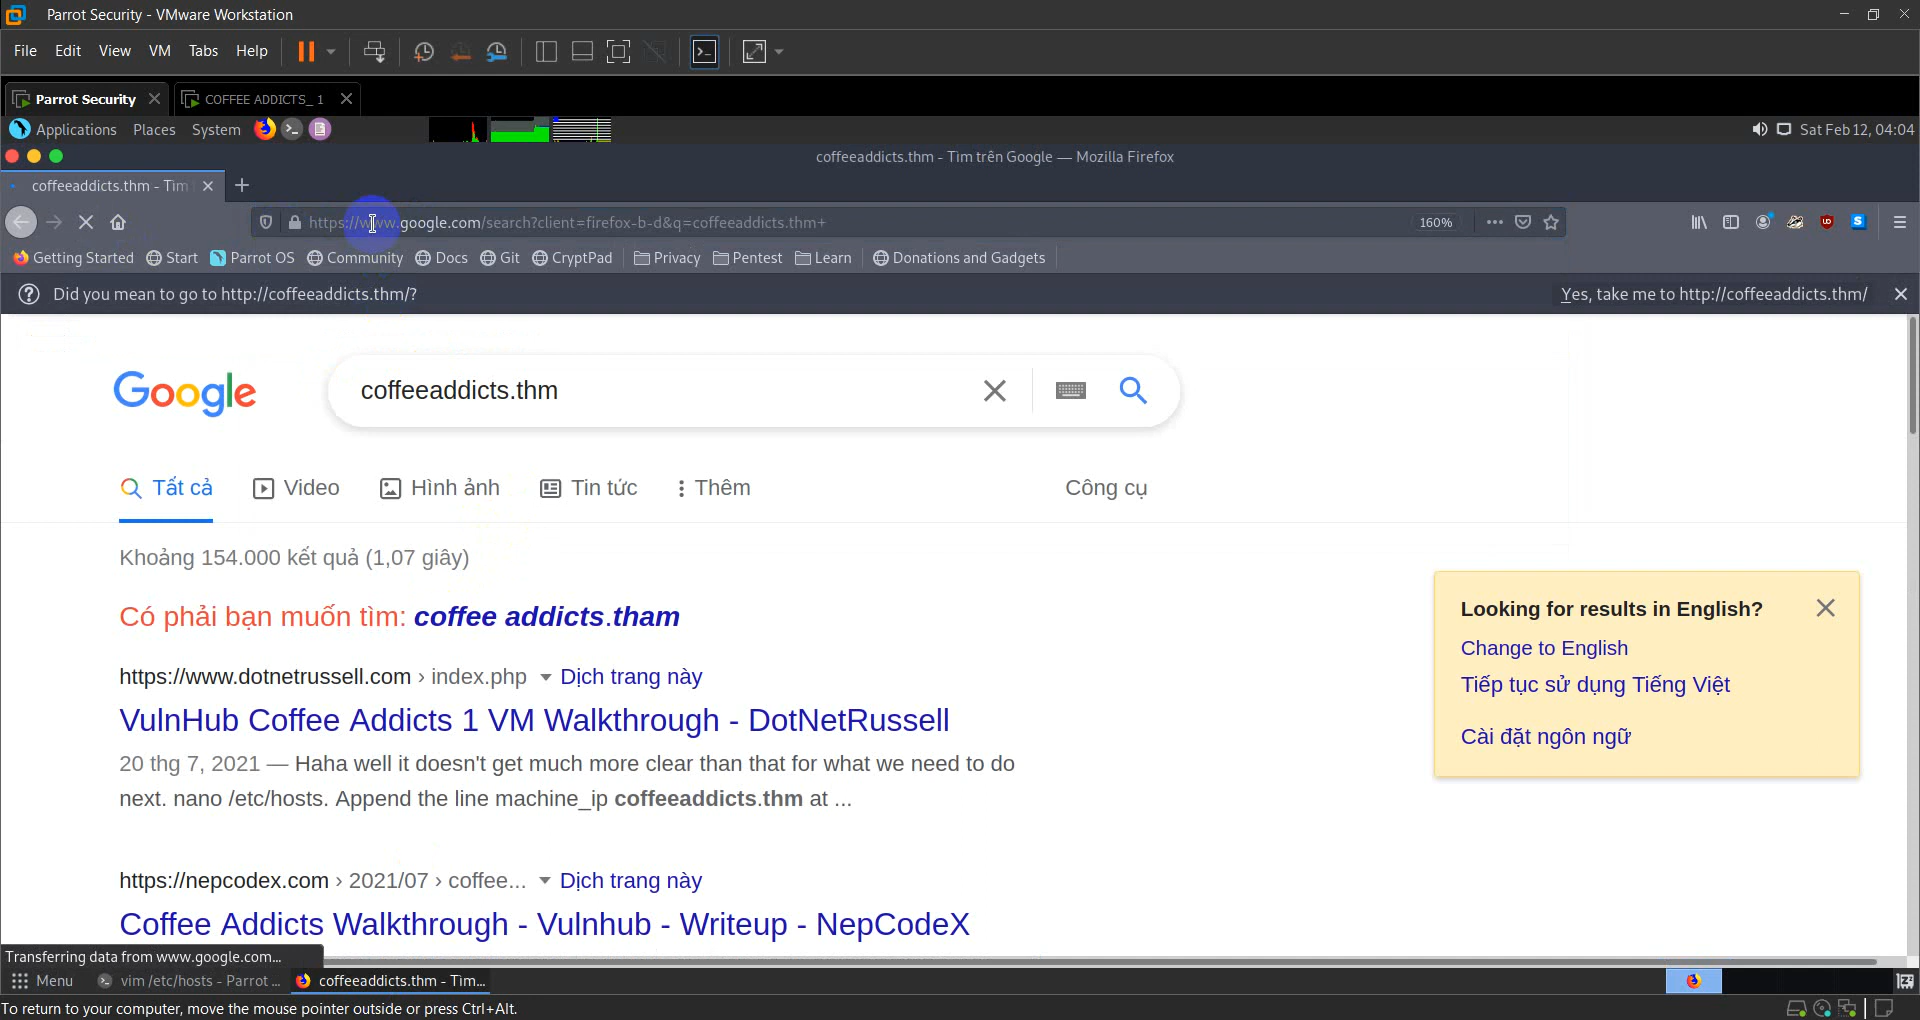 Parrot Security - VMware Workstation
File Edit View VM Tabs Help
Parrot Security COFFEE ADDICTS_ 1
Applications Places System Sat Feb 12, 04:04
coffeeaddicts.thm - Tìm trên Google — Mozilla Firefox
coffeeaddicts.thm - Tìm
https://www.google.com/search?client=firefox-b-d&q=coffeeaddicts.thm+ 160%
Getting Started Start Parrot OS Community Docs Git CryptPad Privacy Pentest Learn Donations and Gadgets
Did you mean to go to http://coffeeaddicts.thm/? Yes, take me to http://coffeeaddicts.thm/
Google coffeeaddicts.thm
Tất cả Video Hình ảnh Tin tức Thêm Công cụ
Khoảng 154.000 kết quả (1,07 giây)
Có phải bạn muốn tìm: coffee addicts.tham
https://www.dotnetrussell.com › index.php Dịch trang này
VulnHub Coffee Addicts 1 VM Walkthrough - DotNetRussell
20 thg 7, 2021 — Haha well it doesn't get much more clear than that for what we need to do
next. nano /etc/hosts. Append the line machine_ip coffeeaddicts.thm at ...
https://nepcodex.com › 2021/07 › coffee... Dịch trang này
Coffee Addicts Walkthrough - Vulnhub - Writeup - NepCodeX
Looking for results in English?
Change to English
Tiếp tục sử dụng Tiếng Việt
Cài đặt ngôn ngữ
Transferring data from www.google.com...
Menu vim /etc/hosts - Parrot ... coffeeaddicts.thm - Tìm...
To return to your computer, move the mouse pointer outside or press Ctrl+Alt.